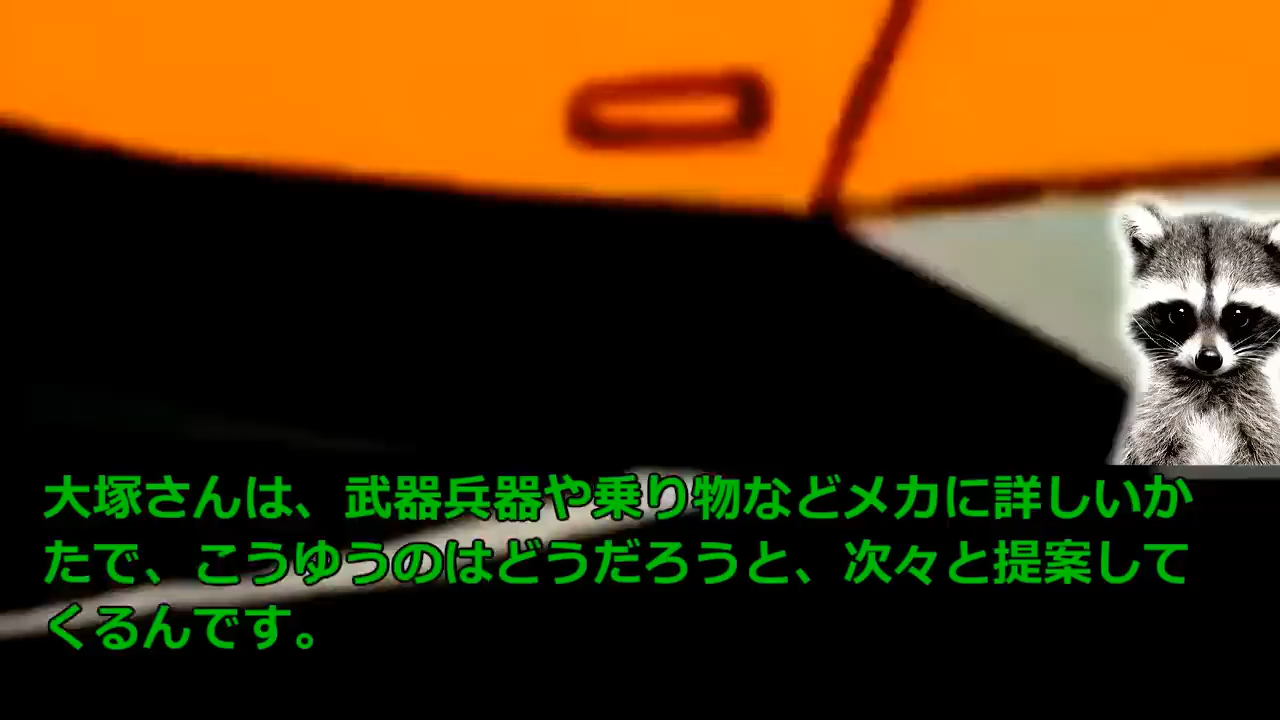 大塚さんは、武器兵器や乗り物などメカに詳しいか
たで、こうゆうのはどうだろうと、次々と提案して
くるんです。